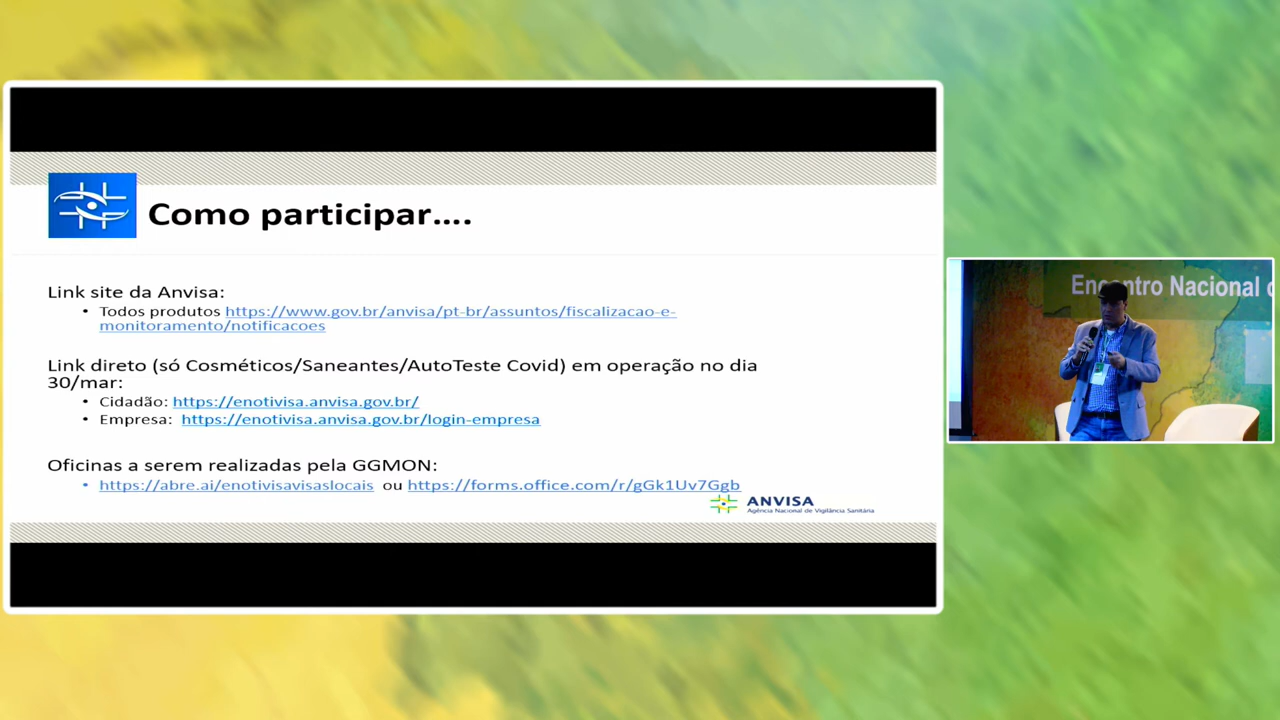 Como participar....
Link site da Anvisa:
• Todos produtos https://www.gov.br/anvisa/pt-br/assuntos/fiscalizacao-e-
monitoramento/notificacoes
Link direto (só Cosméticos/Saneantes/AutoTeste Covid) em operação no dia
30/mar:
• Cidadão: https://enotivisa.anvisa.gov.br/
• Empresa: https://enotivisa.anvisa.gov.br/login-empresa
Oficinas a serem realizadas pela GGMON:
• https://abre.ai/enotivisavisaslocais ou https://forms.office.com/r/gGk1Uv7Ggb
ANVISA
Agência Nacional de Vigilância Sanitária
Encontro Nacional